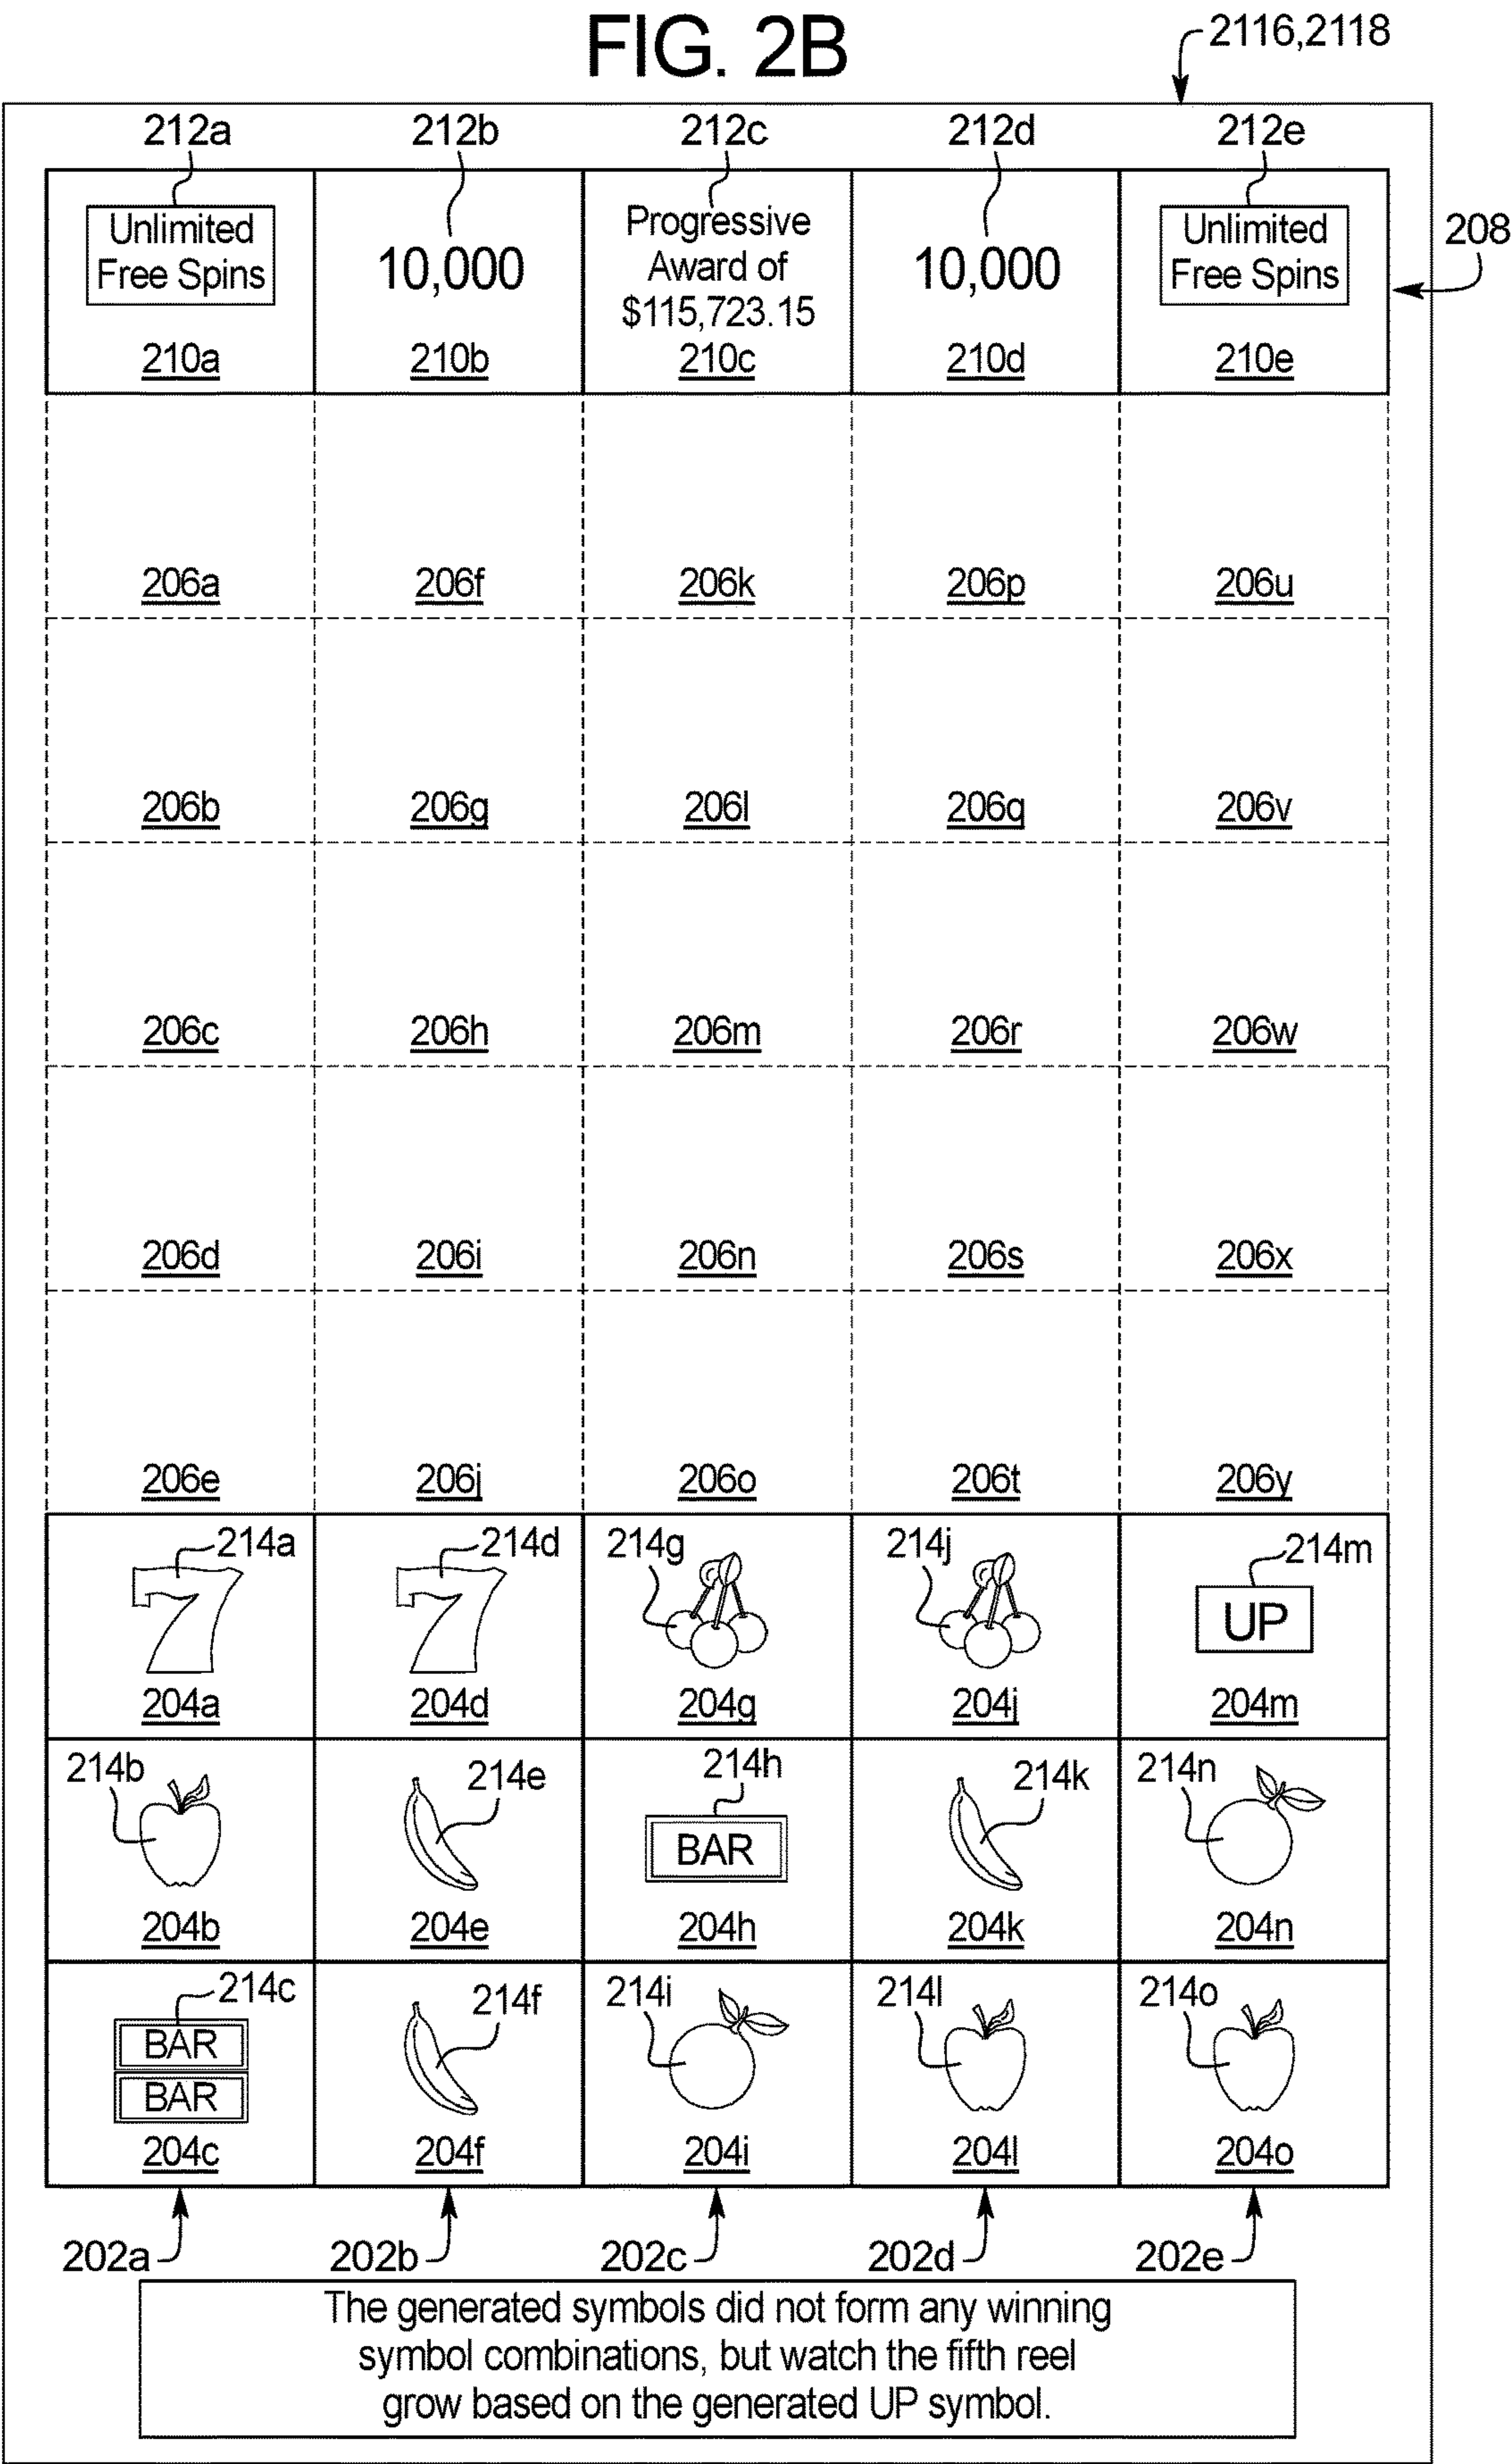 FIG. 2B
2116,2118
212a 212b 212c 212d 212e
Unlimited
Free Spins
10,000
Progressive
Award of
$115,723.15
10,000
Unlimited
Free Spins
208
210a 210b 210c 210d 210e
206a 206f 206k 206p 206u
206b 206g 206l 206q 206v
206c 206h 206m 206r 206w
206d 206i 206n 206s 206x
206e 206j 206o 206t 206y
214a 214d 214g 214j 214m
7 7 UP
204a 204d 204g 204j 204m
214b 214e 214h 214k 214n
BAR
204b 204e 204h 204k 204n
214c 214f 214i 214l 214o
BAR
BAR
204c 204f 204i 204l 204o
202a 202b 202c 202d 202e
The generated symbols did not form any winning
symbol combinations, but watch the fifth reel
grow based on the generated UP symbol.